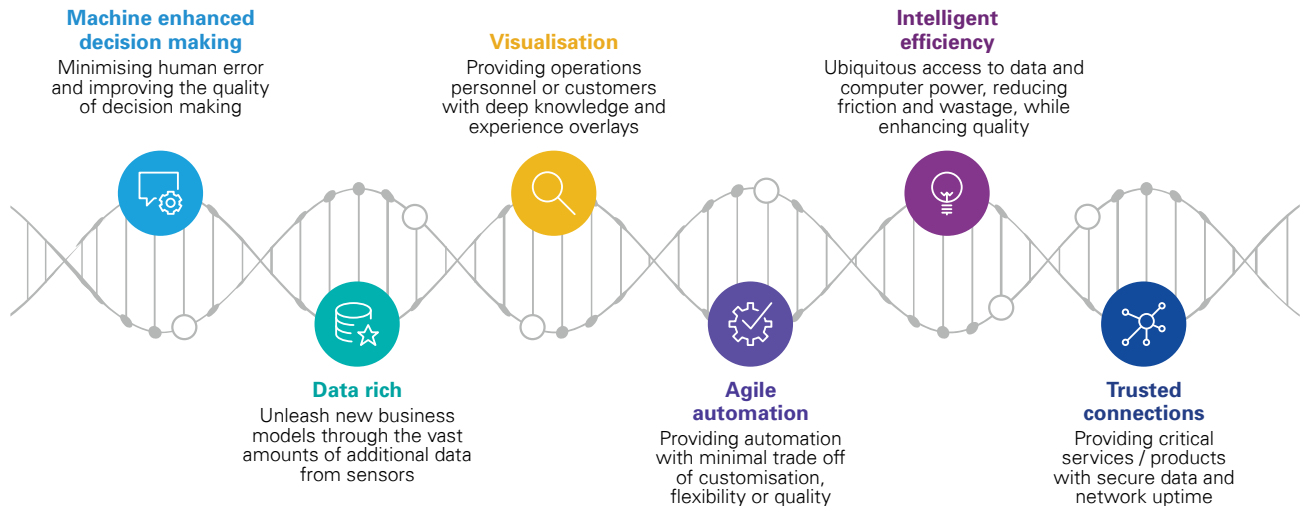 Machine enhanced
decision making
Minimising human error
and improving the quality
of decision making
Data rich
Unleash new business
models through the vast
amounts of additional data
from sensors
Visualisation
Providing operations
personnel or customers
with deep knowledge and
experience overlays
Agile
automation
Providing automation
with minimal trade off
of customisation,
flexibility or quality
Intelligent
efficiency
Ubiquitous access to data and
computer power, reducing
friction and wastage, while
enhancing quality
Trusted
connections
Providing critical
services / products
with secure data and
network uptime